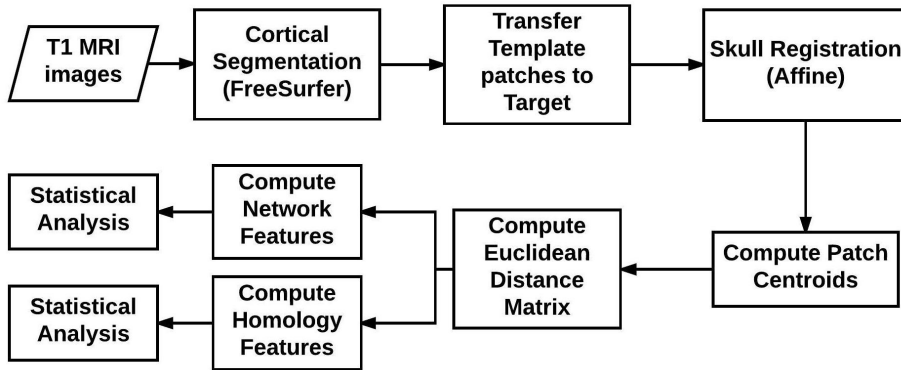 T1 MRI
images
Cortical
Segmentation
(FreeSurfer)
Transfer
Template
patches to
Target
Skull Registration
(Affine)
Statistical
Analysis
Compute
Network
Features
Compute
Euclidean
Distance
Matrix
Compute Patch
Centroids
Statistical
Analysis
Compute
Homology
Features